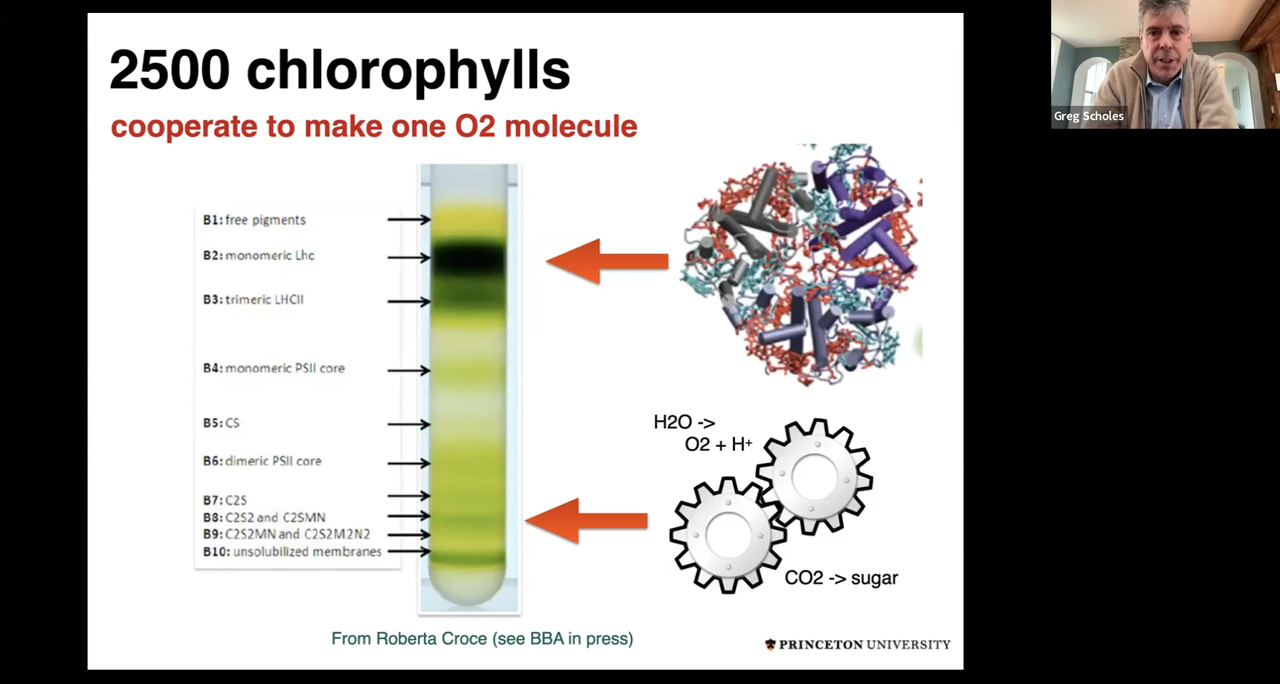 2500 chlorophylls
cooperate to make one O2 molecule
B1: free pigments
B2: monomeric Lhc
B3: trimeric LHCII
B4: monomeric PSII core
B5: CS
B6: dimeric PSII core
B7: C2S
B8: C2S2 and C2SMN
B9: C2S2MN and C2S2M2N2
B10: unsolubilized membranes
H2O ->
O2 + H+
CO2 -> sugar
From Roberta Croce (see BBA in press)
PRINCETON UNIVERSITY
Greg Scholes